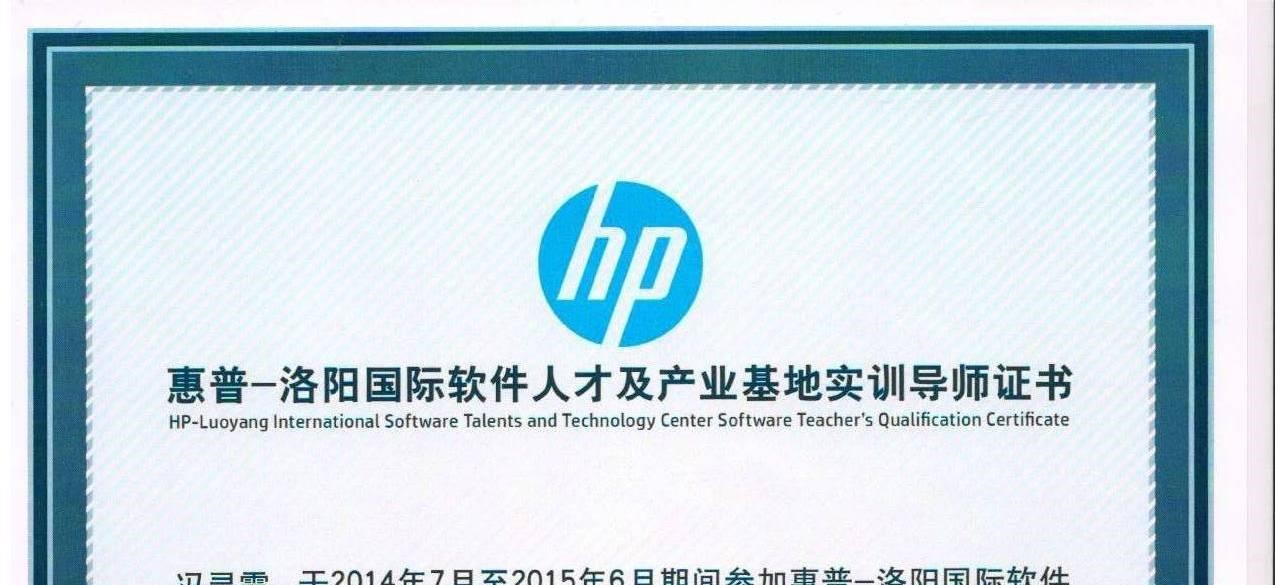 hp
惠普–洛阳国际软件人才及产业基地实训导师证书
HP-Luoyang International Software Talents and Technology Center Software Teacher's Qualification Certificate
于2014年7月至2015年6月期间参加惠普–洛阳国际软件